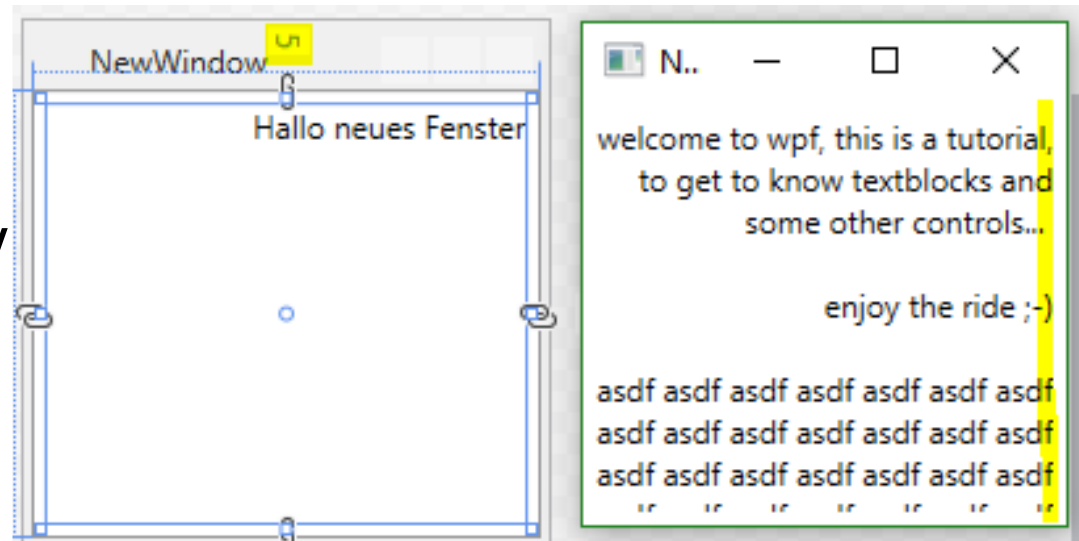 NewWindow
5
Hallo neues Fenster
N..
welcome to wpf, this is a tutorial,
to get to know textblocks and
some other controls...
enjoy the ride ;-)
asdf asdf asdf asdf asdf asdf asdf
asdf asdf asdf asdf asdf asdf asdf
asdf asdf asdf asdf asdf asdf asdf